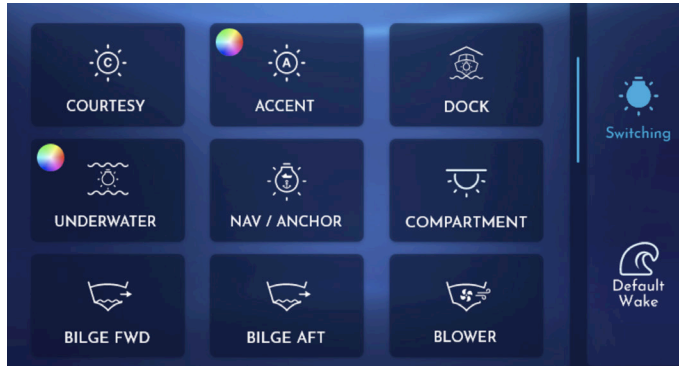 C
COURTESY
A
ACCENT
DOCK
UNDERWATER
NAV / ANCHOR
COMPARTMENT
BILGE FWD
BILGE AFT
BLOWER
Switching
Default
Wake